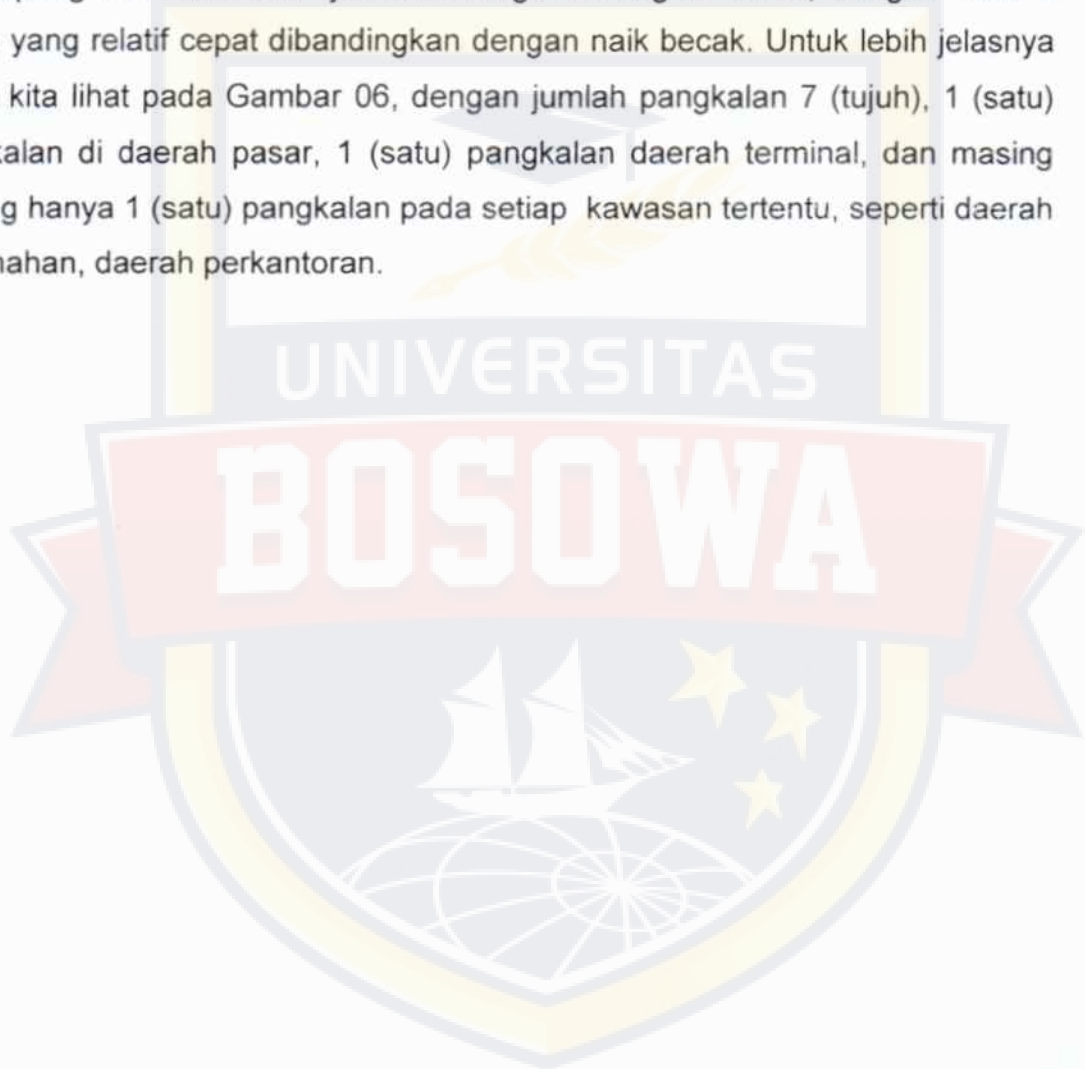 yang relatif cepat dibandingkan dengan naik becak. Untuk lebih jelasnya
kita lihat pada Gambar 06, dengan jumlah pangkalan 7 (tujuh), 1 (satu)
kalan di daerah pasar, 1 (satu) pangkalan daerah terminal, dan masing
g hanya 1 (satu) pangkalan pada setiap kawasan tertentu, seperti daerah
nahan, daerah perkantoran.
UNIVERSITAS
BOSOWA